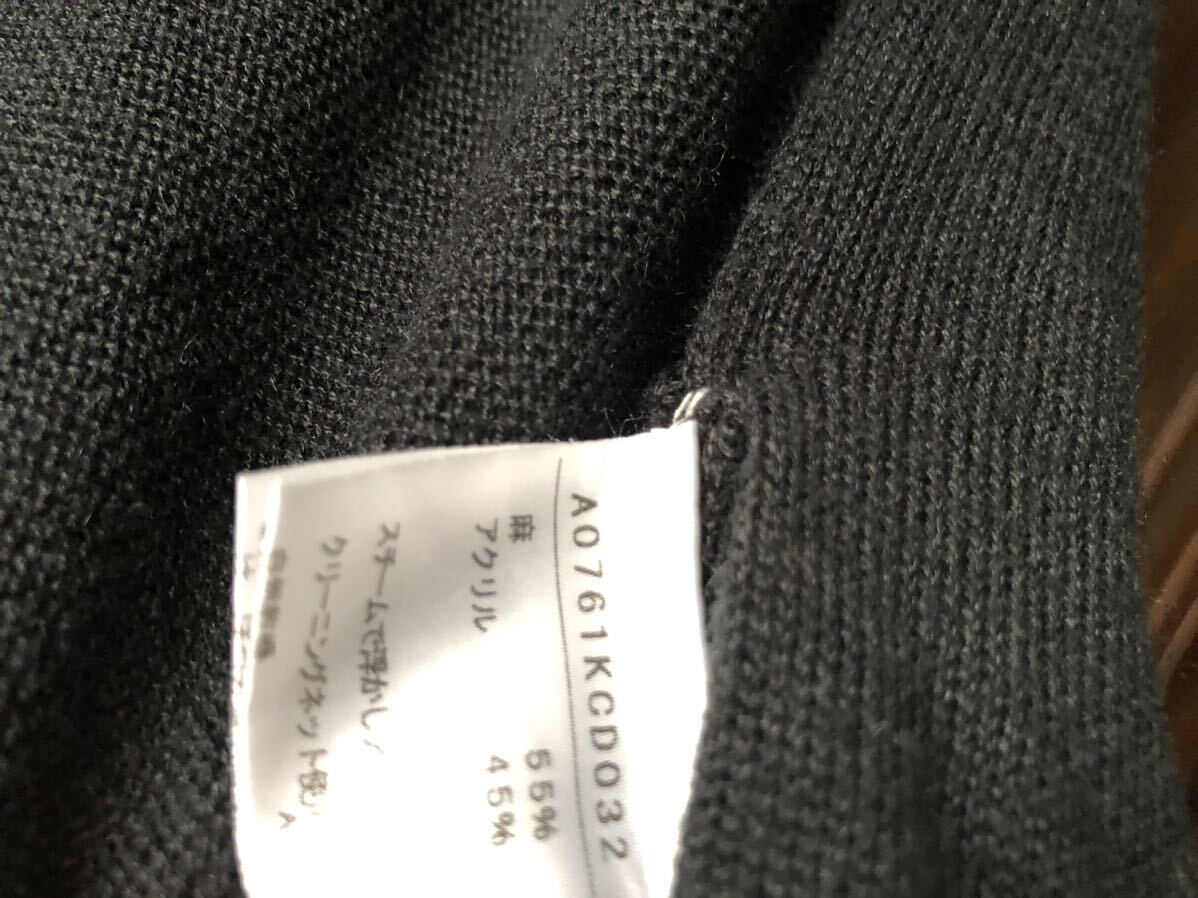 A0761KCD032
麻 55%
アクリル 45%
スチームで浮かし
クリーニングネット使